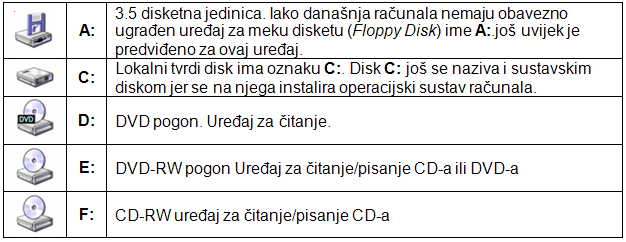 A: 3.5 disketna jedinica. Iako današnja računala nemaju obavezno
ugrađen uređaj za meku disketu (Floppy Disk) ime A: još uvijek je
predviđeno za ovaj uređaj.
C: Lokalni tvrdi disk ima oznaku C:. Disk C: još se naziva i sustavskim
diskom jer se na njega instalira operacijski sustav računala.
DVD
D: DVD pogon. Uređaj za čitanje.
E: DVD-RW pogon Uređaj za čitanje/pisanje CD-a ili DVD-a
F: CD-RW uređaj za čitanje/pisanje CD-a